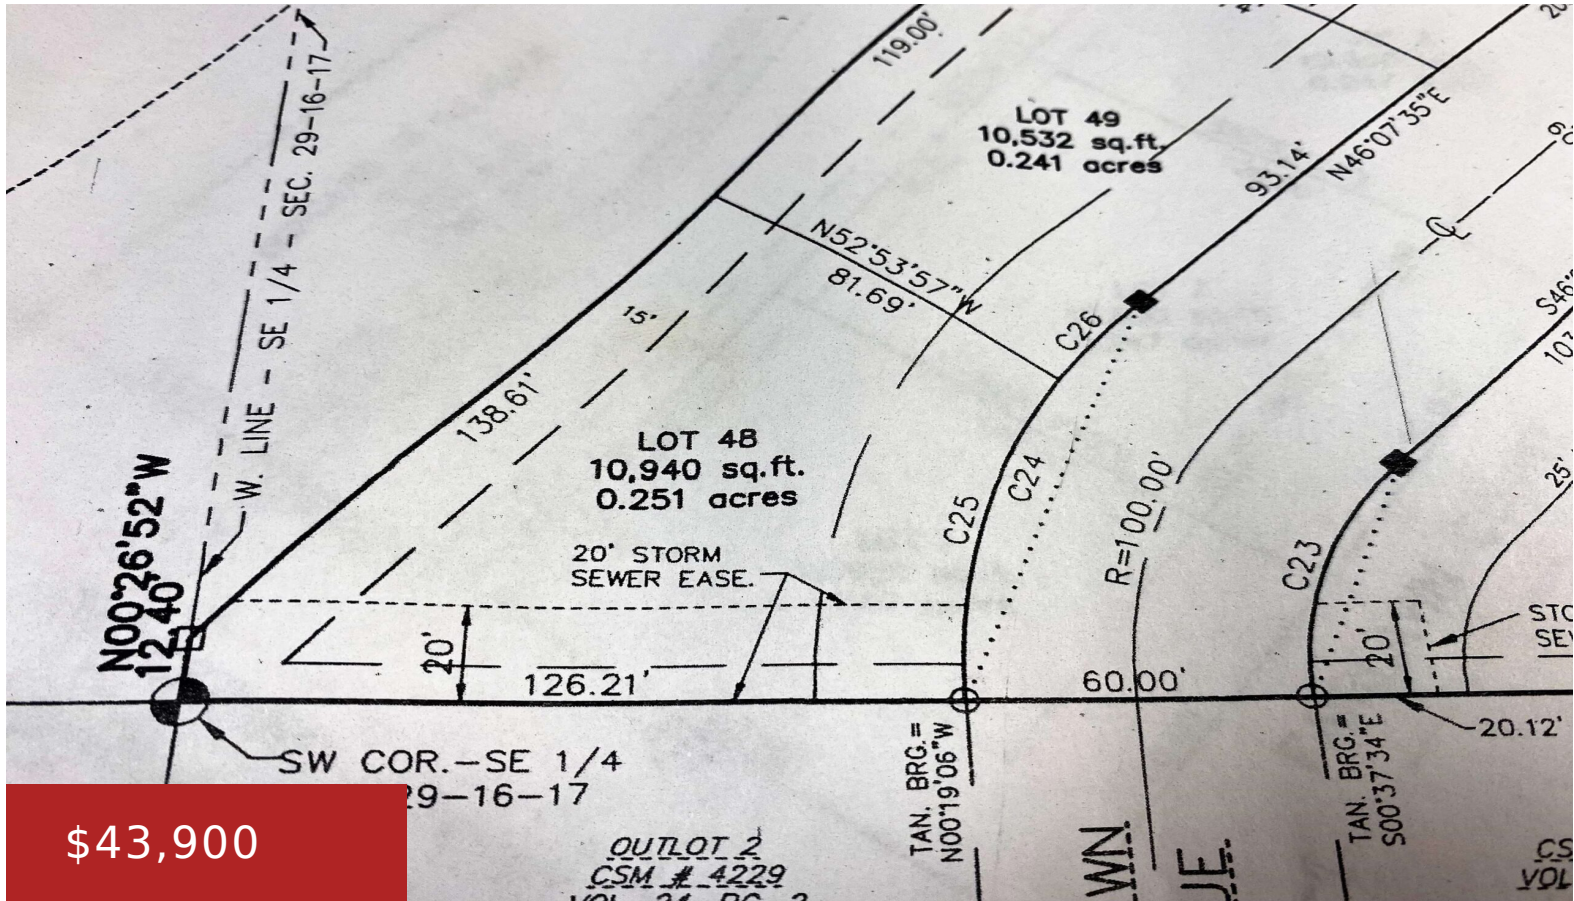 119.00'
LOT 49
10,532 sq.ft.
0.241 acres
93.14'
N46°07'35"E
W. LINE - SE 1/4 - SEC. 29-16-17
N52°53'57"W
81.69'
15'
138.61'
C26
LOT 48
10,940 sq.ft.
0.251 acres
C24
C25
R=100.00'
C23
25'
20' STORM
SEWER EASE.
N00°26'52"W
12.40'
20'
126.21'
60.00'
20'
20.12'
SW COR.-SE 1/4
29-16-17
TAN. BRG.=
N00°19'06"W
TAN. BRG.=
S00°37'34"E
OUTLOT 2
CSM # 4229
$43,900